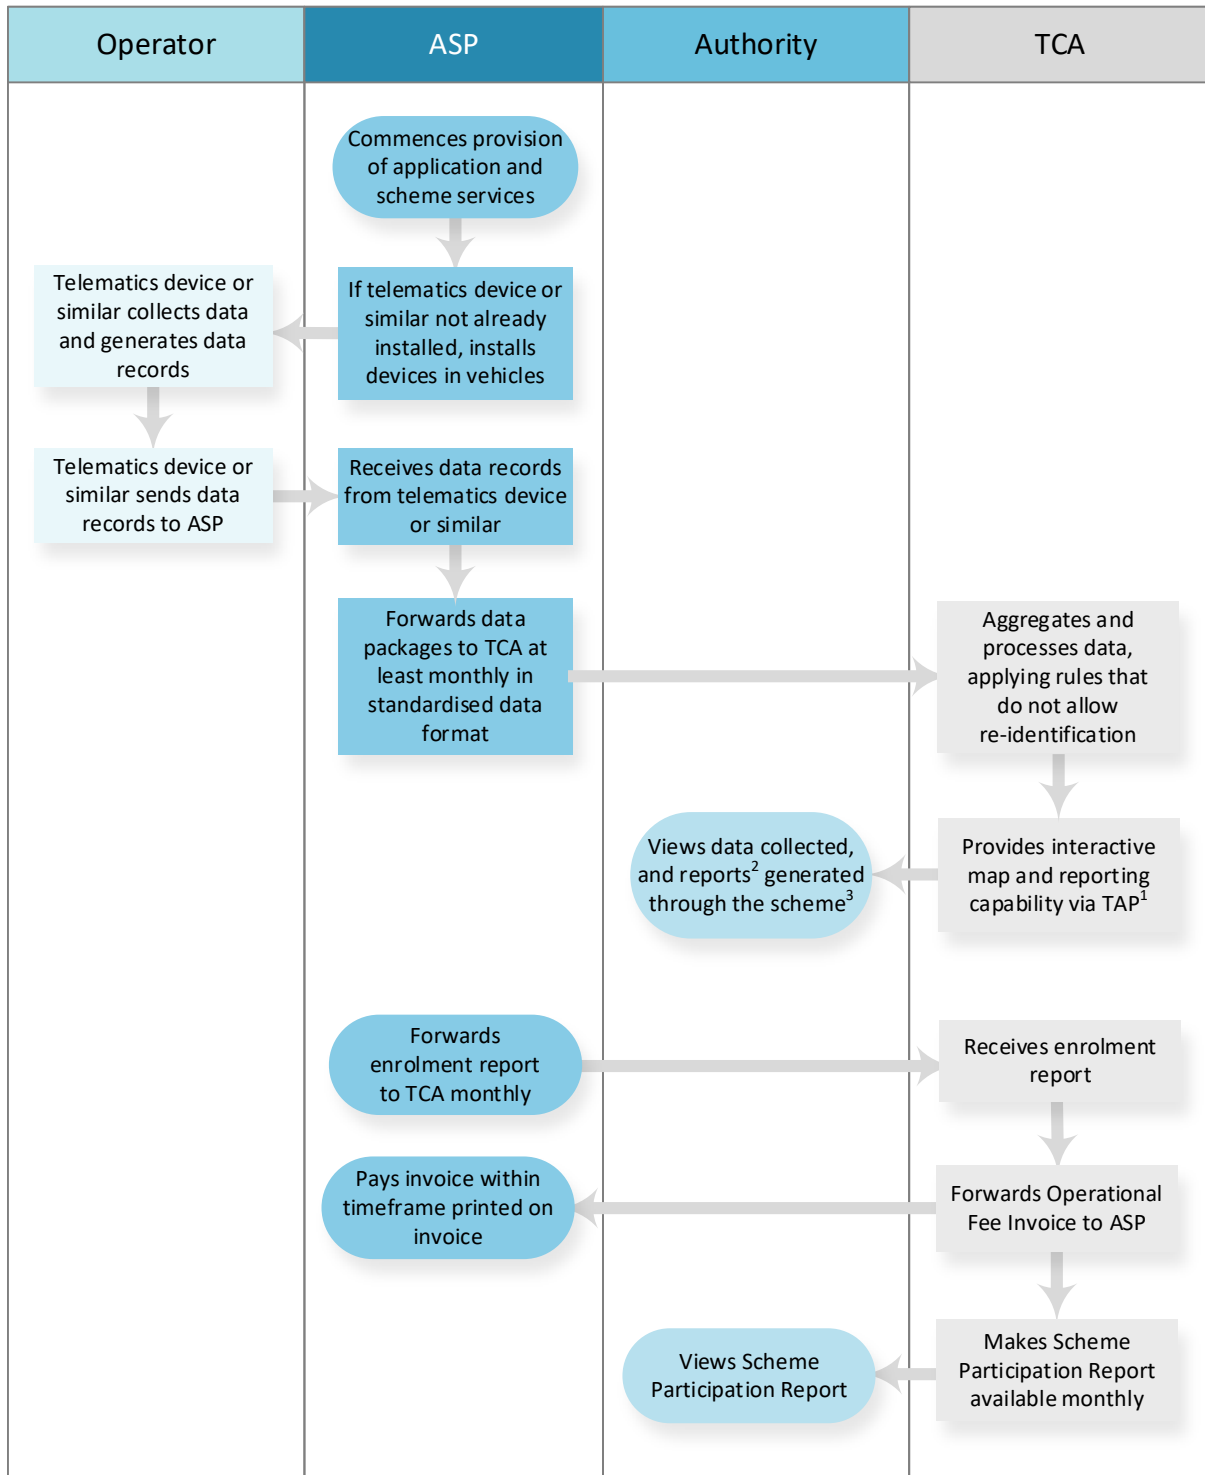 Operator
ASP
Authority
TCA
Commences provision
of application and
scheme services
Telematics device or
similar collects data
and generates data
records
If telematics device or
similar not already
installed, installs
devices in vehicles
Telematics device or
similar sends data
records to ASP
Receives data records
from telematics device
or similar
Forwards data
packages to TCA at
least monthly in
standardised data
format
Aggregates and
processes data,
applying rules that
do not allow
re-identification
Views data collected,
and reports² generated
through the scheme³
Provides interactive
map and reporting
capability via TAP¹
Forwards
enrolment report
to TCA monthly
Receives enrolment
report
Pays invoice within
timeframe printed on
invoice
Forwards Operational
Fee Invoice to ASP
Views Scheme
Participation Report
Makes Scheme
Participation Report
available monthly